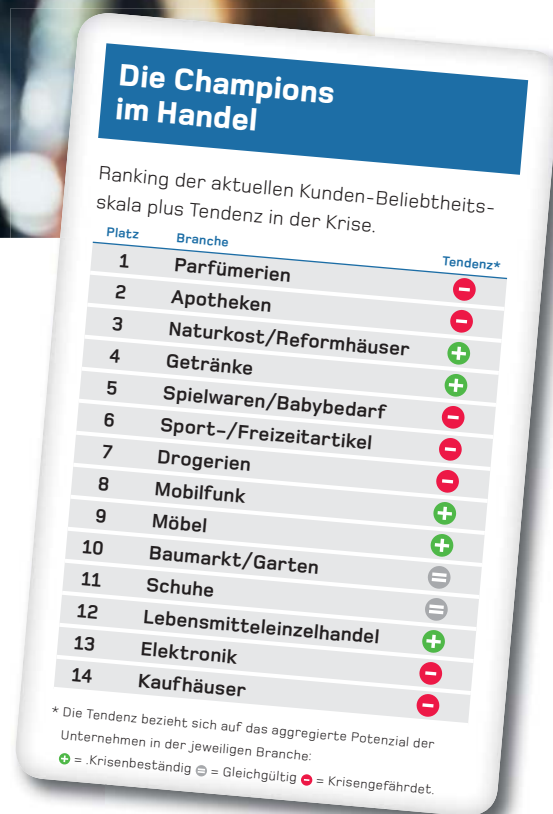 Die Champions
im Handel
Ranking der aktuellen Kunden-Beliebtheits-
skala plus Tendenz in der Krise.
Platz Branche Tendenz*
1 Parfümerien -
2 Apotheken -
3 Naturkost/Reformhäuser +
4 Getränke +
5 Spielwaren/Babybedarf -
6 Sport-/Freizeitartikel -
7 Drogerien -
8 Mobilfunk +
9 Möbel +
10 Baumarkt/Garten =
11 Schuhe =
12 Lebensmitteleinzelhandel +
13 Elektronik -
14 Kaufhäuser -
* Die Tendenz bezieht sich auf das aggregierte Potenzial der
Unternehmen in der jeweiligen Branche:
+ = .Krisenbeständig = = Gleichgültig - = Krisengefährdet.